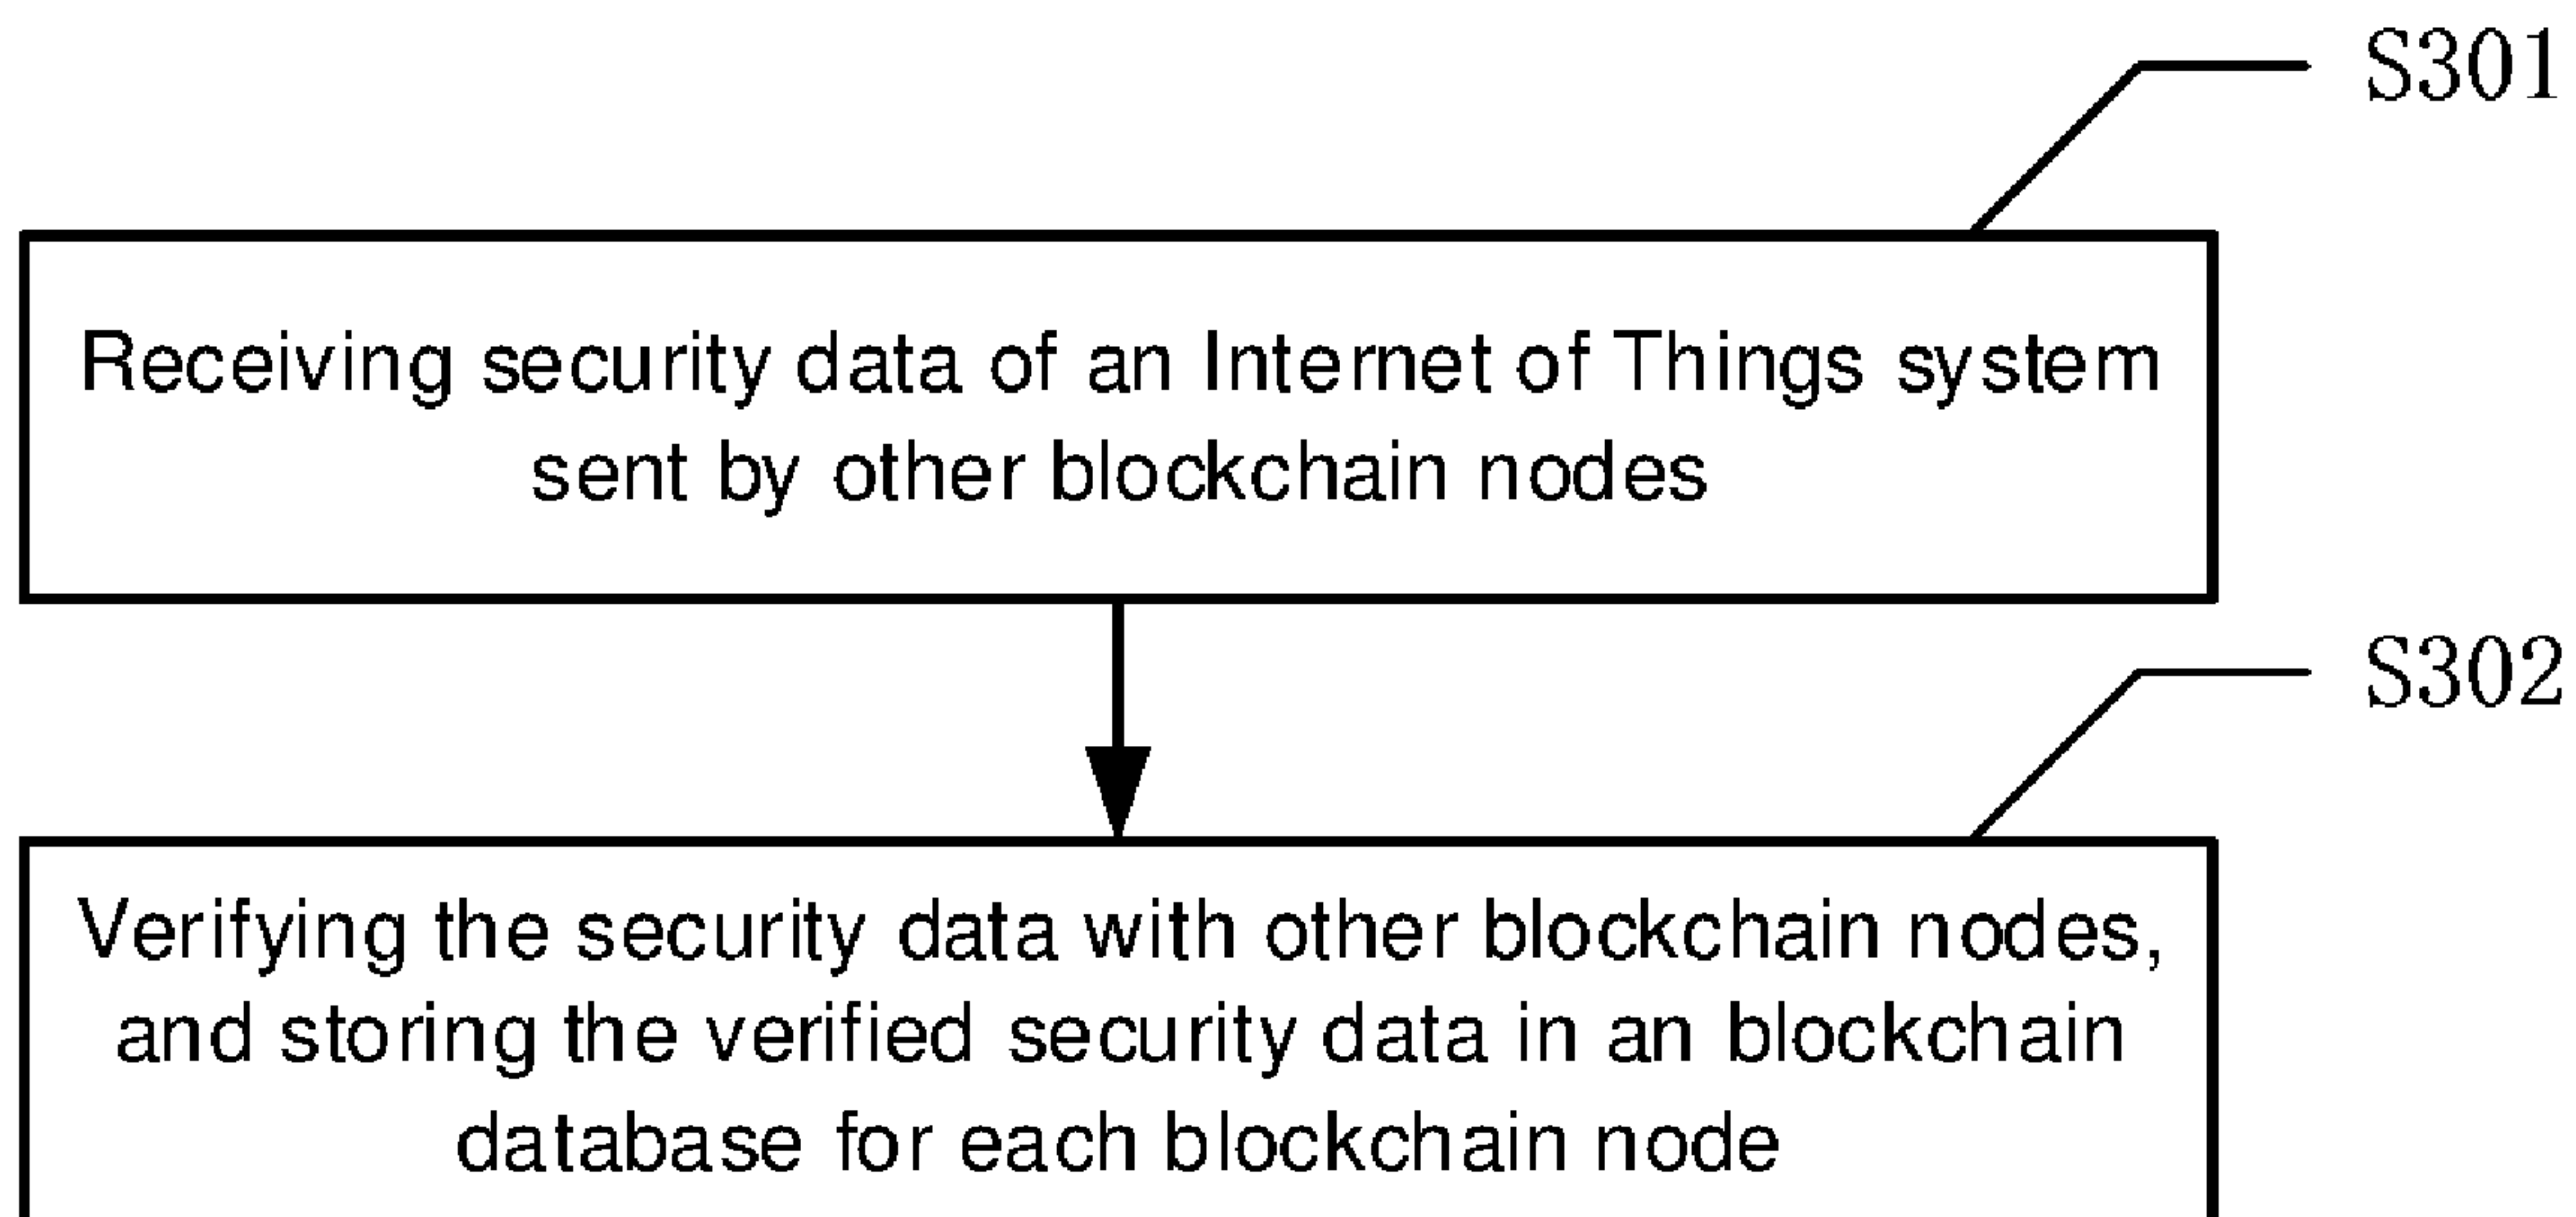 S301
Receiving security data of an Internet of Things system
sent by other blockchain nodes
S302
Verifying the security data with other blockchain nodes,
and storing the verified security data in an blockchain
database for each blockchain node